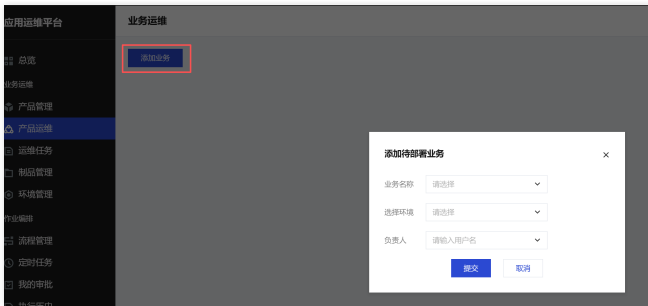 应用运维平台
业务运维
总览
添加业务
业务运维
产品管理
产品运维
运维任务
制品管理
环境管理
作业编排
流程管理
定时任务
我的审批
添加待部署业务
×
业务名称 请选择
选择环境 请选择
负责人 请输入用户名
提交 取消